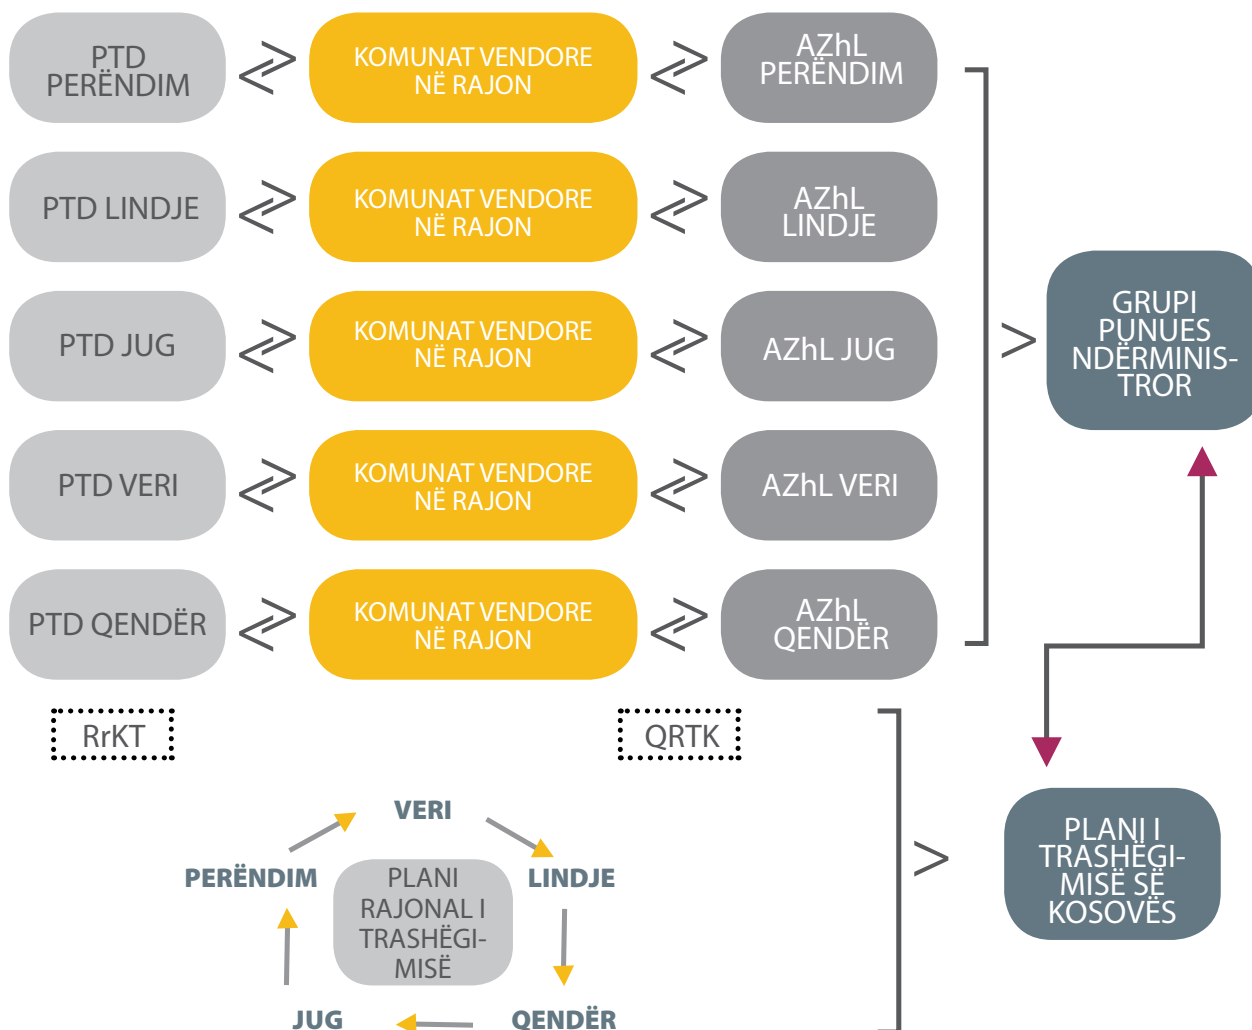 PTD
PERËNDIM
KOMUNAT VENDORE
NË RAJON
AZhL
PERËNDIM
PTD LINDJE
KOMUNAT VENDORE
NË RAJON
AZhL
LINDJE
PTD JUG
KOMUNAT VENDORE
NË RAJON
AZhL JUG
GRUPI
PUNUES
NDËRMINIS-
TROR
PTD VERI
KOMUNAT VENDORE
NË RAJON
AZhL VERI
PTD QENDËR
KOMUNAT VENDORE
NË RAJON
AZhL
QENDËR
RrKT
QRTK
VERI
PERËNDIM
PLANI
RAJONAL I
TRASHËGI-
MISË
LINDJE
JUG
QENDËR
PLANI I
TRASHËGI-
MISË SË
KOSOVËS